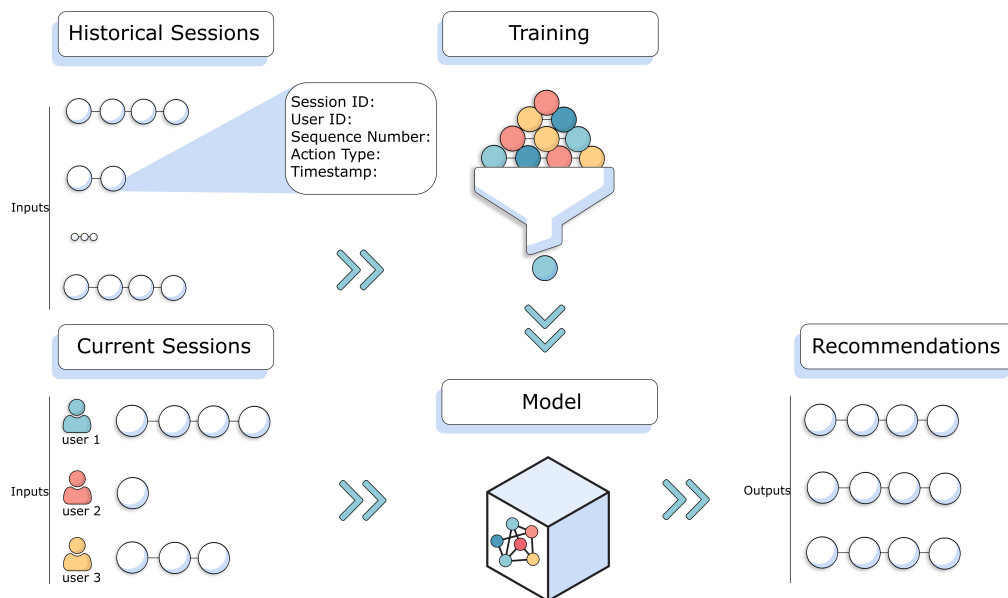 Historical Sessions
Training
Session ID:
User ID:
Sequence Number:
Action Type:
Timestamp:
Inputs
Current Sessions
Recommendations
Model
user 1
Inputs
user 2
Outputs
user 3